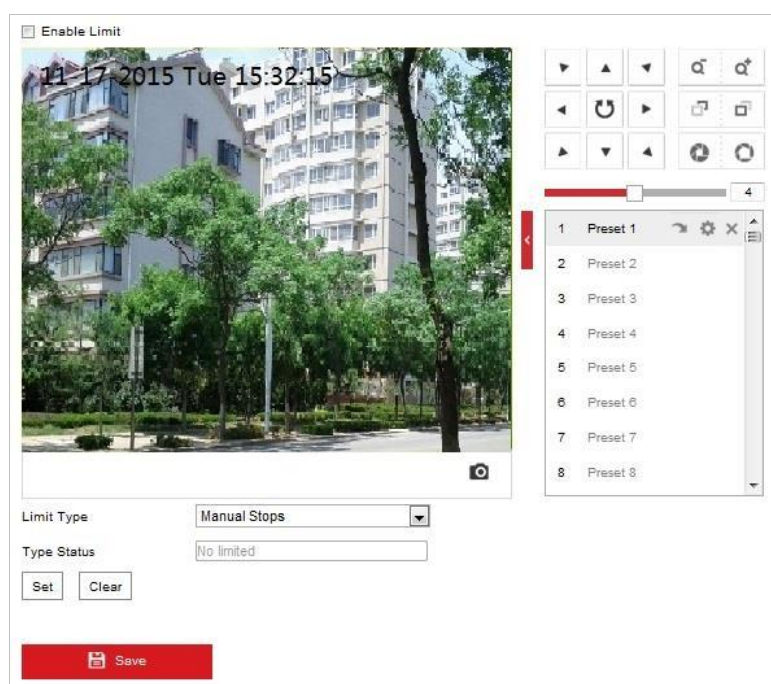 Enable Limit
11-17-2015 Tue 15:32:15
4
1 Preset 1
2 Preset 2
3 Preset 3
4 Preset 4
5 Preset 5
6 Preset 6
7 Preset 7
8 Preset 8
Limit Type Manual Stops
Type Status No limited
Set Clear
Save